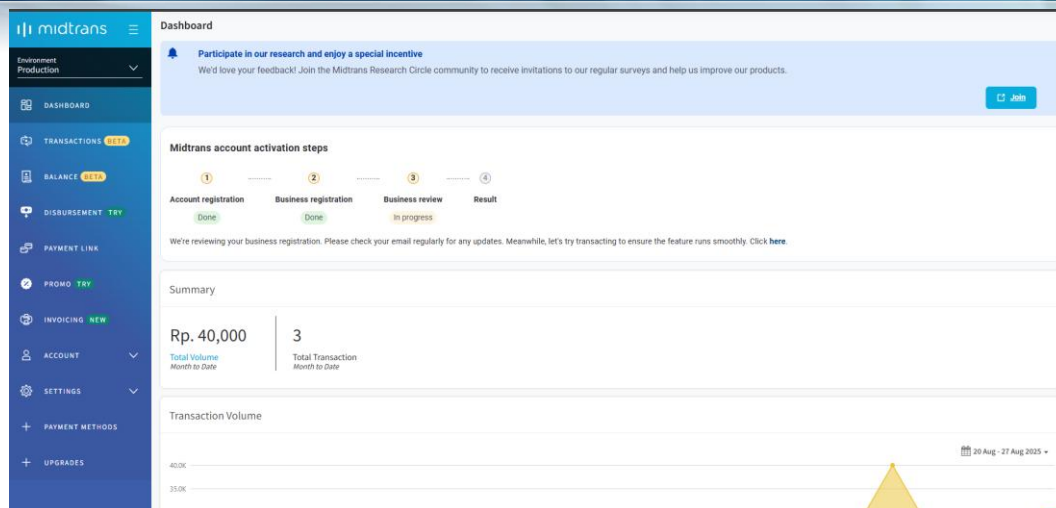 midtrans
Environment
Production
DASHBOARD
TRANSACTIONS BETA
BALANCE BETA
DISBURSEMENT TRY
PAYMENT LINK
PROMO TRY
INVOICING NEW
ACCOUNT
SETTINGS
PAYMENT METHODS
UPGRADES
Dashboard
Participate in our research and enjoy a special incentive
We'd love your feedback! Join the Midtrans Research Circle community to receive invitations to our regular surveys and help us improve our products.
Join
Midtrans account activation steps
1 2 3 4
Account registration Business registration Business review Result
Done Done In progress
We're reviewing your business registration. Please check your email regularly for any updates. Meanwhile, let's try transacting to ensure the feature runs smoothly. Click here.
Summary
Rp. 40,000 3
Total Volume Total Transaction
Month to Date Month to Date
Transaction Volume
20 Aug - 27 Aug 2025
40.0K
35.0K